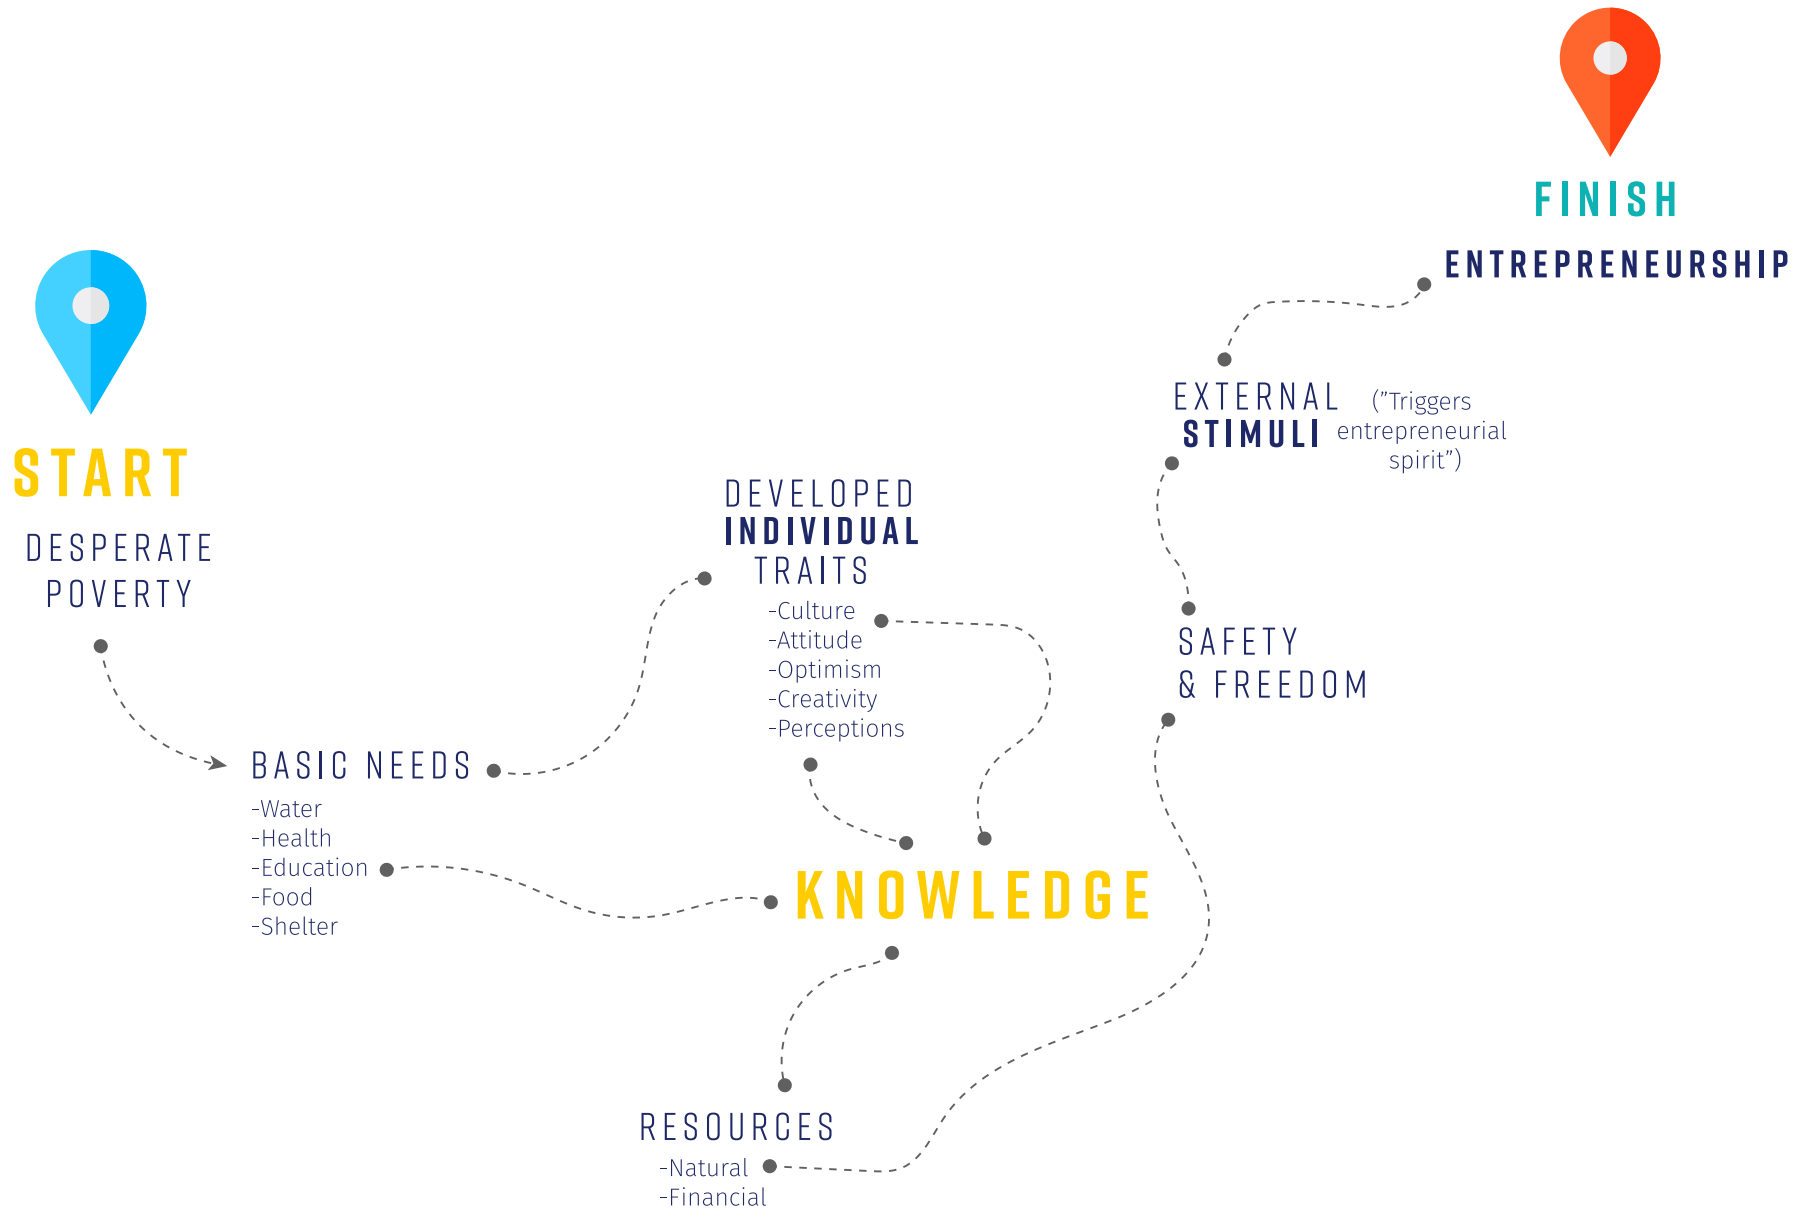 START
DESPERATE
POVERTY
BASIC NEEDS
-Water
-Health
-Education
-Food
-Shelter
DEVELOPED
INDIVIDUAL
TRAITS
-Culture
-Attitude
-Optimism
-Creativity
-Perceptions
KNOWLEDGE
RESOURCES
-Natural
-Financial
SAFETY
& FREEDOM
EXTERNAL
STIMULI
("Triggers
entrepreneurial
spirit")
FINISH
ENTREPRENEURSHIP